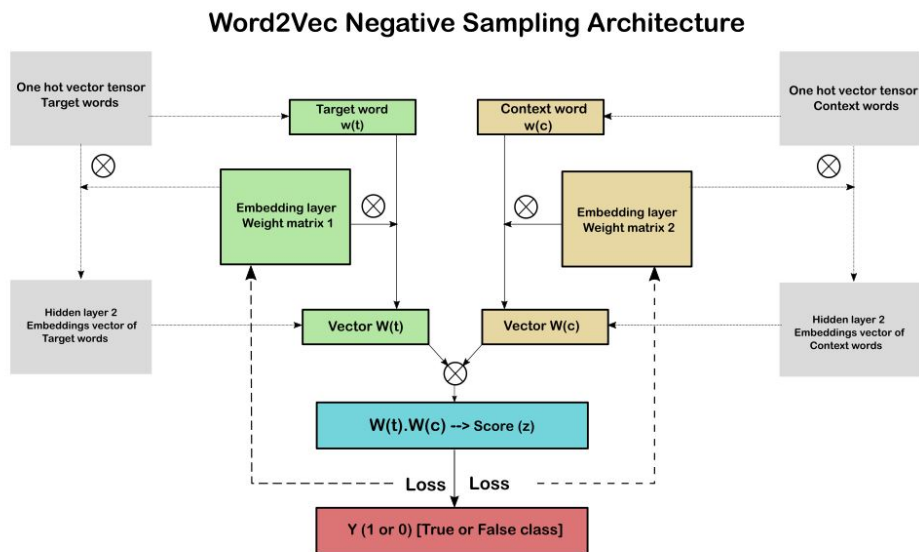 Word2Vec Negative Sampling Architecture
One hot vector tensor
Target words
Target word
w(t)
Context word
w(c)
One hot vector tensor
Context words
Embedding layer
Weight matrix 1
Embedding layer
Weight matrix 2
Hidden layer 2
Embeddings vector of
Target words
Vector W(t)
Vector W(c)
Hidden layer 2
Embeddings vector of
Context words
W(t).W(c) --> Score (z)
Loss
Loss
Y (1 or 0) [True or False class]